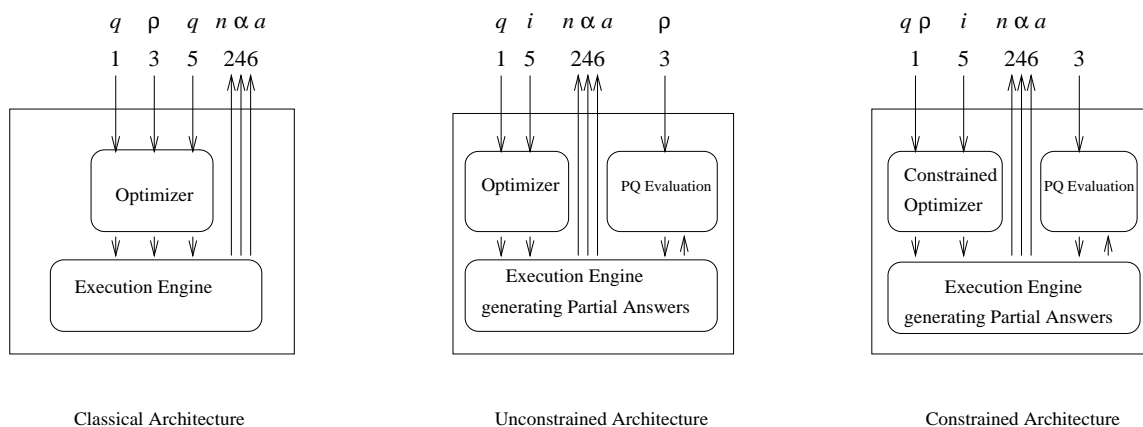 q ρ q n α a
1 3 5 246
Optimizer
Execution Engine
Classical Architecture
q i n α a ρ
1 5 246 3
Optimizer
PQ Evaluation
Execution Engine
generating Partial Answers
Unconstrained Architecture
q ρ i n α a
1 5 246 3
Constrained
Optimizer
PQ Evaluation
Execution Engine
generating Partial Answers
Constrained Architecture